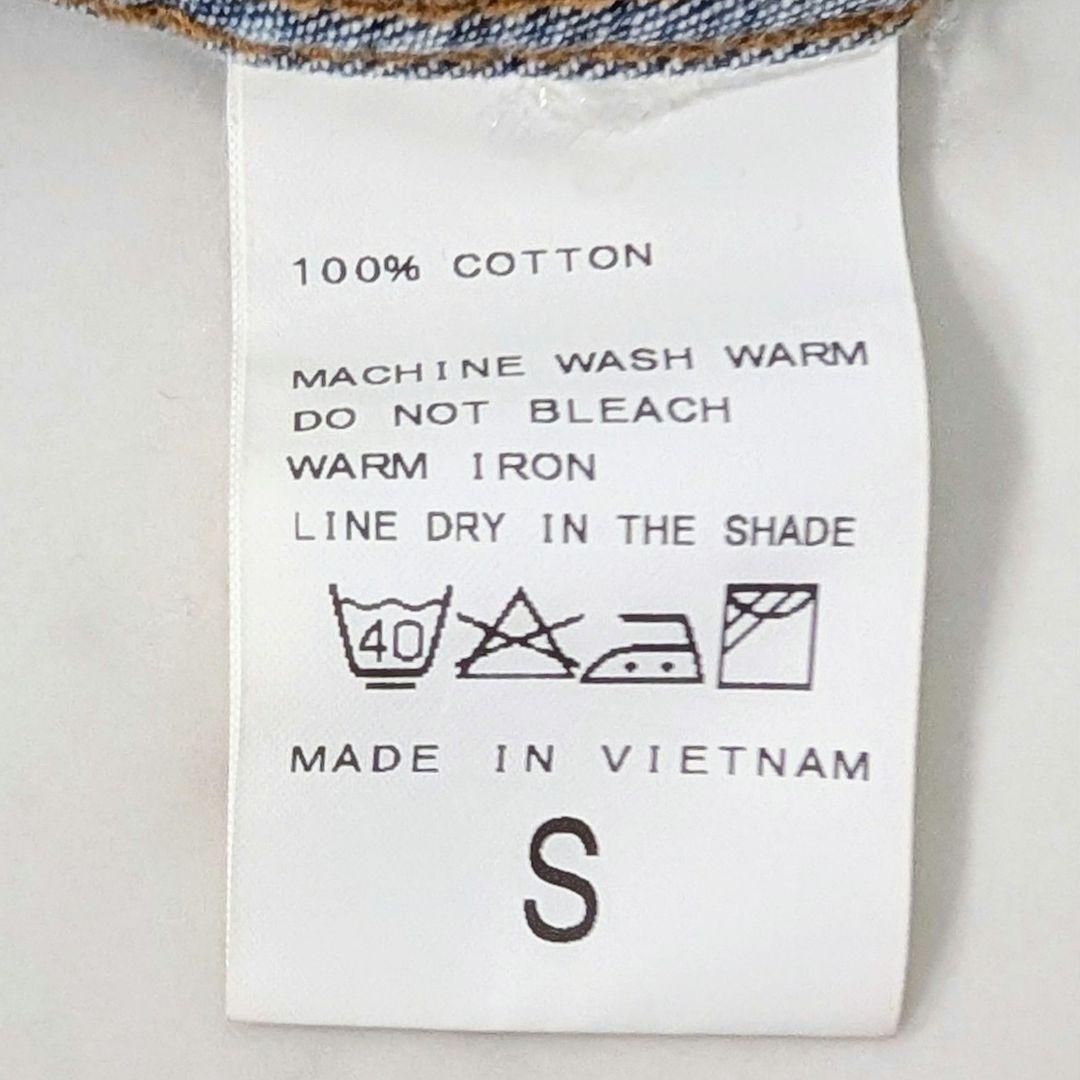 100% COTTON
MACHINE WASH WARM
DO NOT BLEACH
WARM IRON
LINE DRY IN THE SHADE
40
MADE IN VIETNAM
S